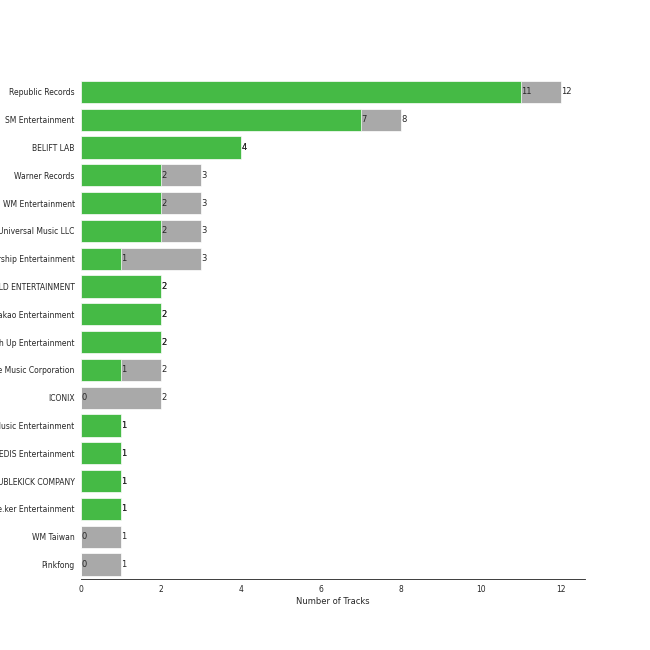 Republic Records 11 12
SM Entertainment 7 8
BELIFT LAB 4
Warner Records 2 3
WM Entertainment 2 3
Universal Music LLC 2 3
rship Entertainment 1 3
LD ENTERTAINMENT 2
akao Entertainment 2
h Up Entertainment 2
e Music Corporation 1 2
ICONIX 0 2
usic Entertainment 1
EDIS Entertainment 1
UBLEKICK COMPANY 1
e.ker Entertainment 1
WM Taiwan 0 1
Pinkfong 0 1
0 2 4 6 8 10 12
Number of Tracks